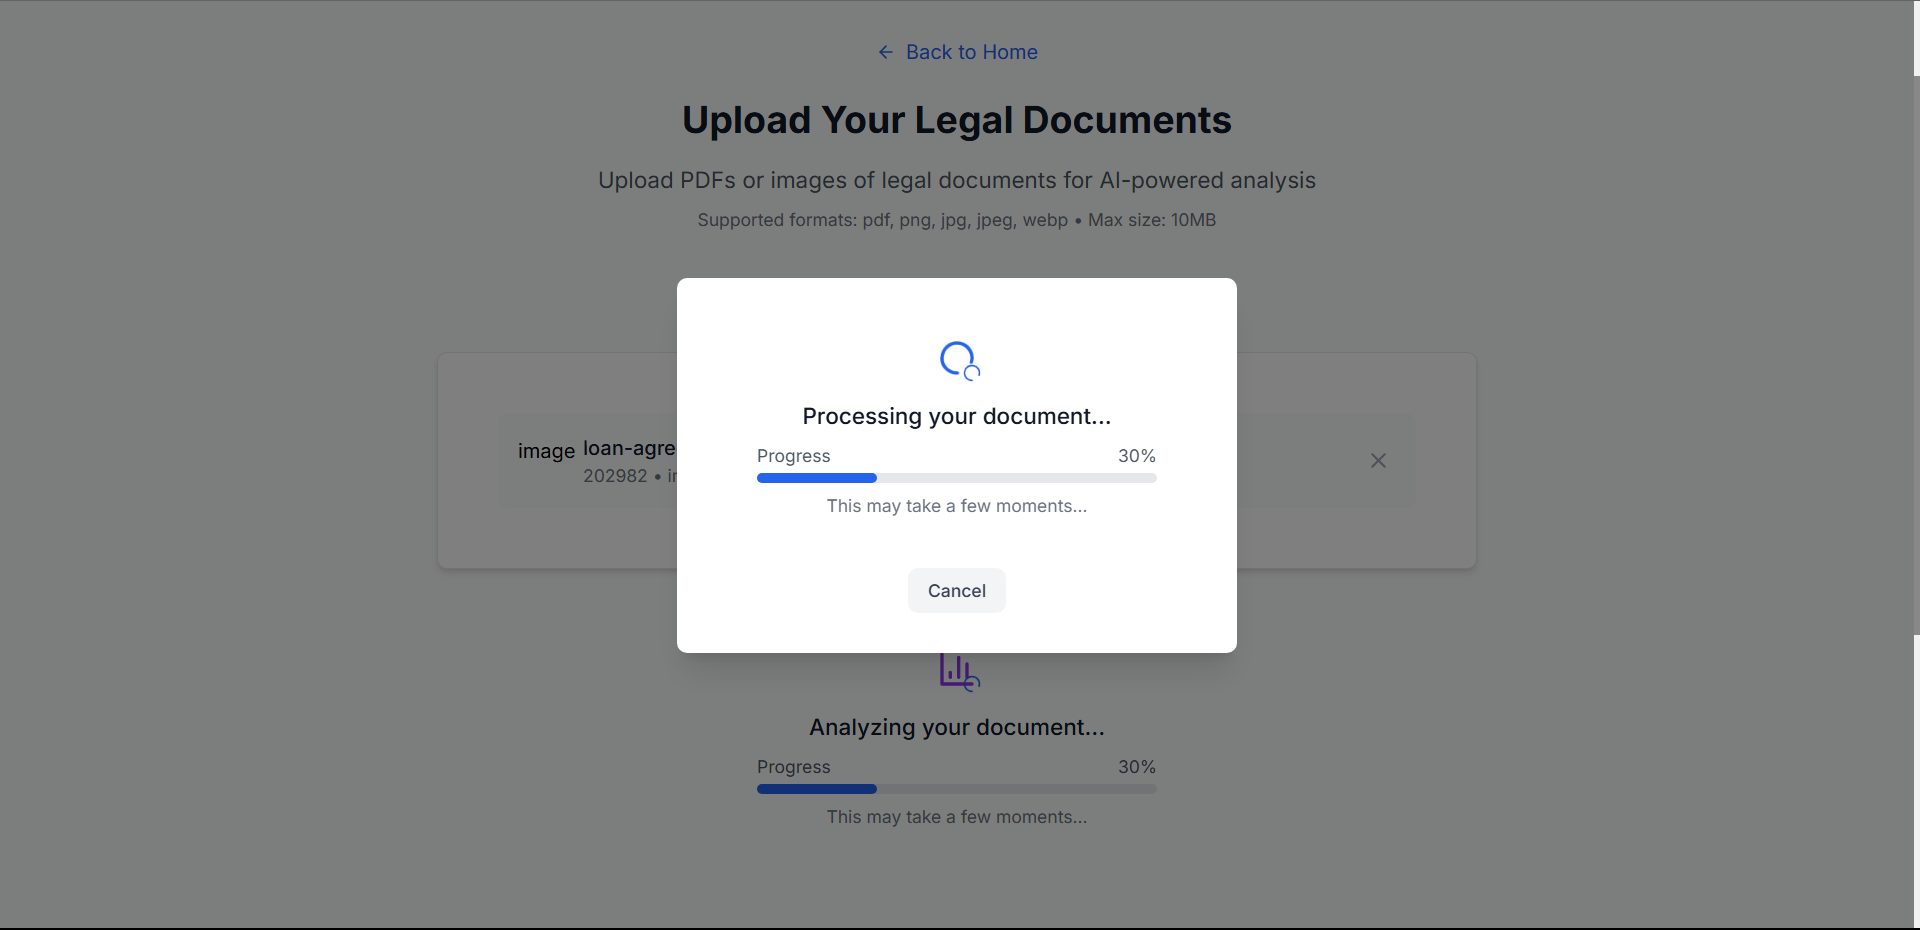 Back to Home
Upload Your Legal Documents
Upload PDFs or images of legal documents for AI-powered analysis
Supported formats: pdf, png, jpg, jpeg, webp • Max size: 10MB
Processing your document...
Progress 30%
This may take a few moments...
Cancel
image loan-agre
202982 •
Analyzing your document...
Progress 30%
This may take a few moments...